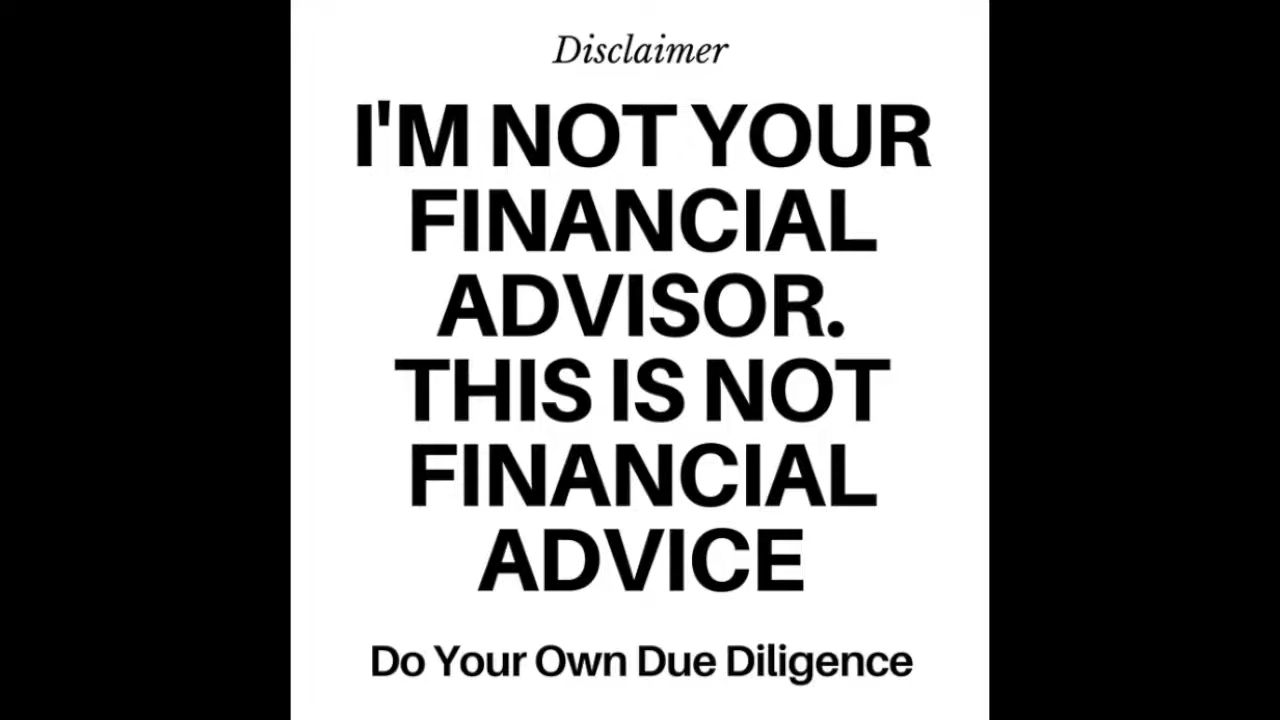 Disclaimer
I'M NOT YOUR
FINANCIAL
ADVISOR.
THIS IS NOT
FINANCIAL
ADVICE
Do Your Own Due Diligence